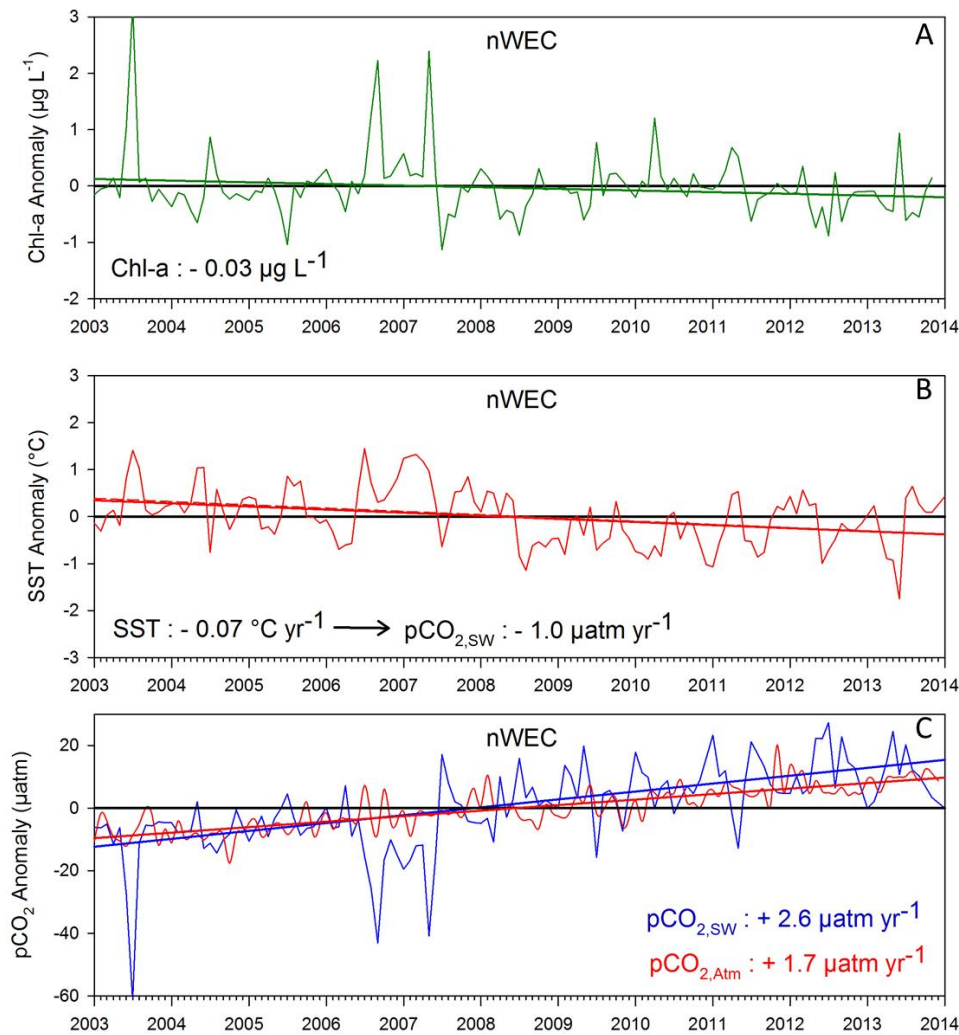 A
nWEC
Chl-a Anomaly (µg L⁻¹)
3
2
1
0
-1
-2
Chl-a : - 0.03 µg L⁻¹
2003 2004 2005 2006 2007 2008 2009 2010 2011 2012 2013 2014
B
nWEC
SST Anomaly (°C)
3
2
1
0
-1
-2
-3
SST : - 0.07 °C yr⁻¹ → pCO₂,SW : - 1.0 µatm yr⁻¹
2003 2004 2005 2006 2007 2008 2009 2010 2011 2012 2013 2014
C
nWEC
pCO₂ Anomaly (µatm)
20
0
-20
-40
-60
pCO₂,SW : + 2.6 µatm yr⁻¹
pCO₂,Atm : + 1.7 µatm yr⁻¹
2003 2004 2005 2006 2007 2008 2009 2010 2011 2012 2013 2014